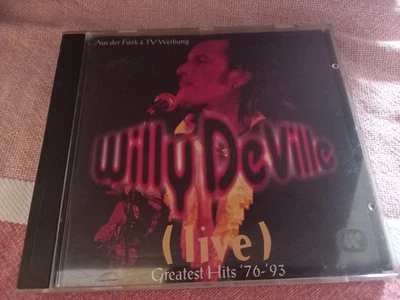 Aus der Funk & TV Werbung
Willy DeVille
(live)
Greatest Hits '76-'93